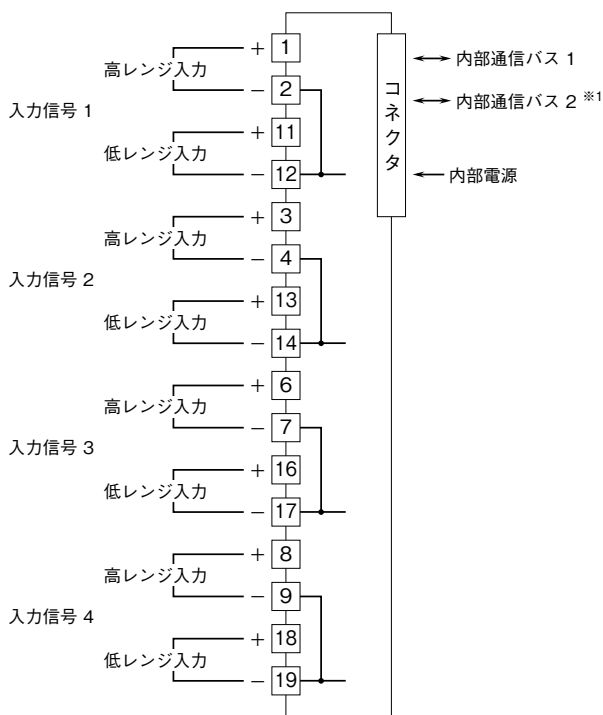 高レンジ入力
+ 1
− 2
入力信号 1
低レンジ入力
+ 11
− 12
高レンジ入力
+ 3
− 4
入力信号 2
低レンジ入力
+ 13
− 14
高レンジ入力
+ 6
− 7
入力信号 3
低レンジ入力
+ 16
− 17
高レンジ入力
+ 8
− 9
入力信号 4
低レンジ入力
+ 18
− 19
コネクタ
内部通信バス 1
内部通信バス 2 ※1
内部電源